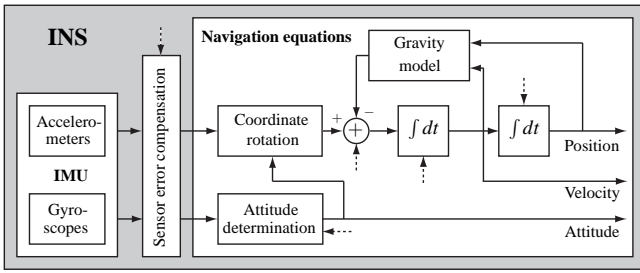 INS
Navigation equations
Gravity
model
Sensor error compensation
Accelero-
meters
Coordinate
rotation
+
−
+
∫ dt
∫ dt
Position
IMU
Velocity
Gyro-
scopes
Attitude
determination
Attitude